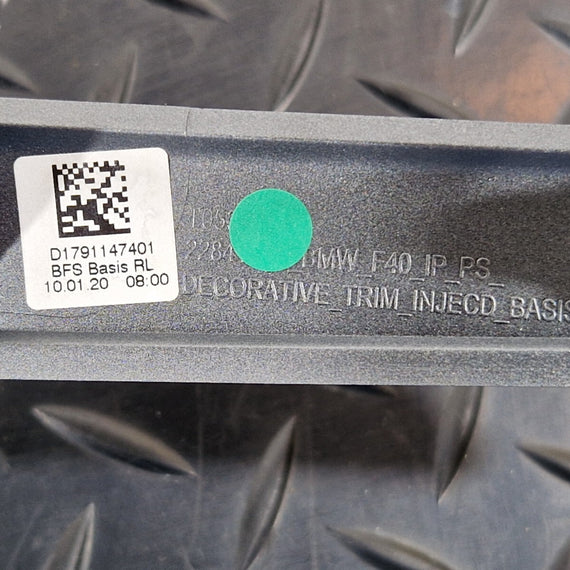 D1791147401
BFS Basis RL
10.01.20 08:00
BMW_F40_IP_PS_
DECORATIVE_TRIM_INJECD_BASIS